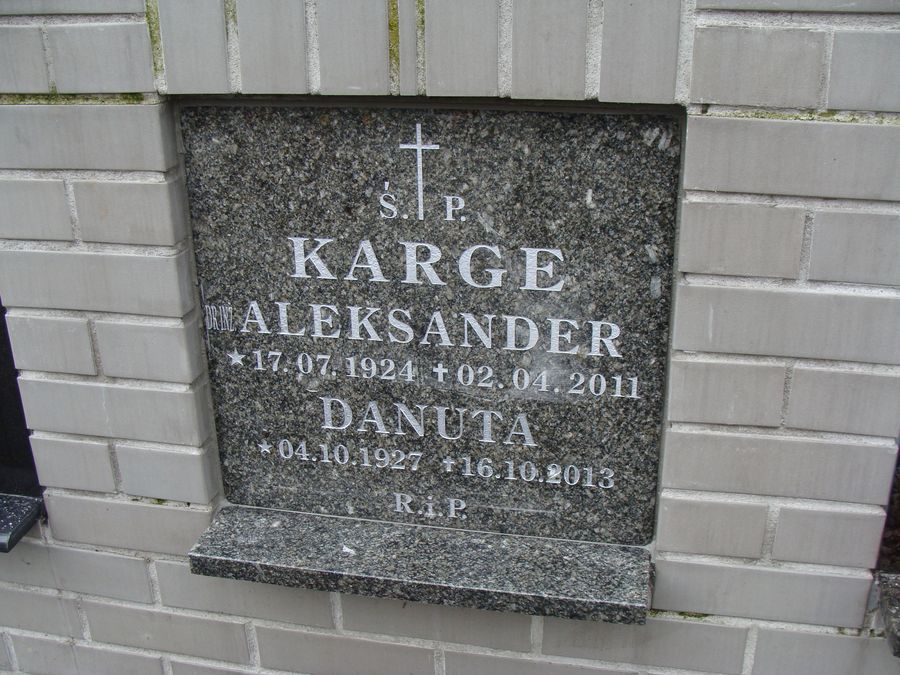 Ś. P.
KARGE
DR INŻ ALEKSANDER
*17.07.1924 †02.04.2011
DANUTA
*04.10.1927 †16.10.2013
R.i.P.